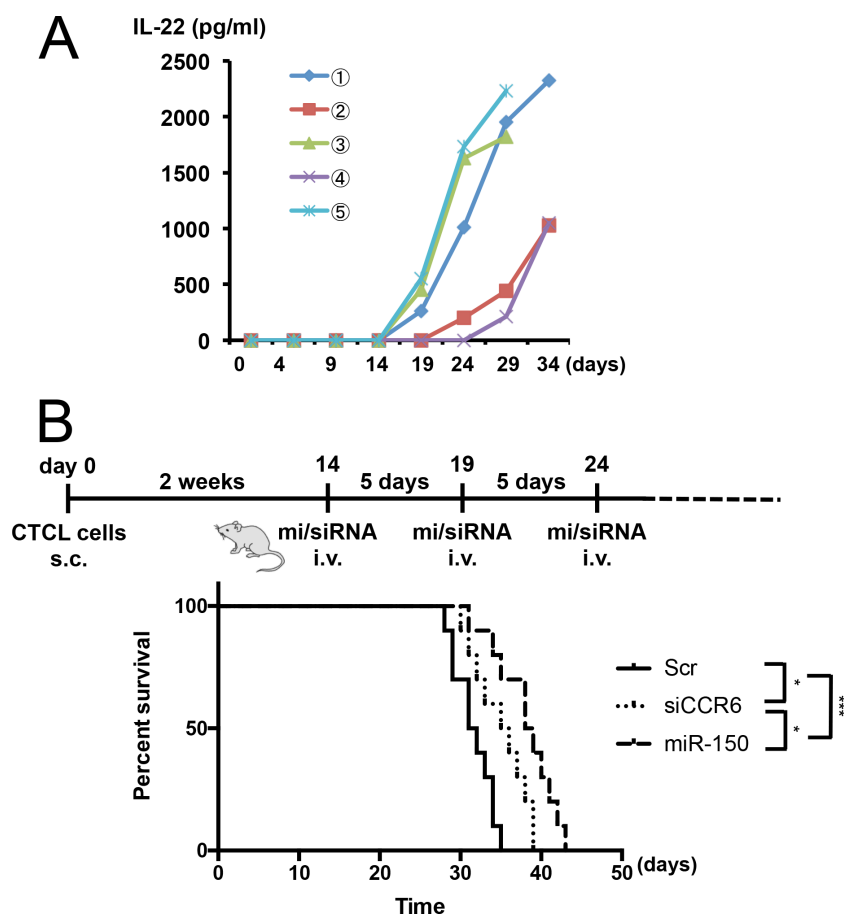 A
IL-22 (pg/ml)
2500
2000
1500
1000
500
0
①
②
③
④
⑤
0 4 9 14 19 24 29 34 (days)
B
day 0 14 19 24
2 weeks 5 days 5 days
CTCL cells mi/siRNA mi/siRNA mi/siRNA
s.c. i.v. i.v. i.v.
Percent survival
100
50
0
0 10 20 30 40 50 (days)
Time
Scr
siCCR6
miR-150
*
*
***